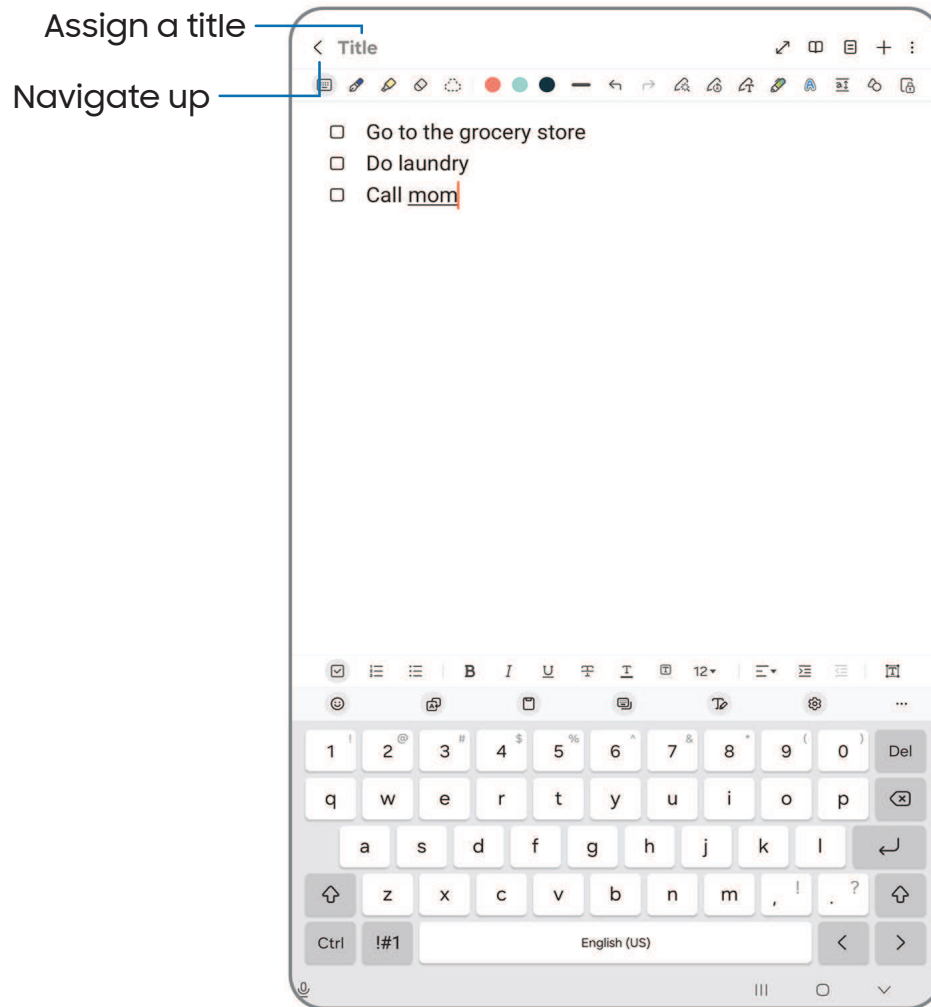 Assign a title
Navigate up
Title
Go to the grocery store
Do laundry
Call mom
B I U T T T 12
1 ! 2 @ 3 # 4 $ 5 % 6 ^ 7 & 8 * 9 ( 0 ) Del
q w e r t y u i o p
a s d f g h j k l
z x c v b n m , ! . ?
Ctrl !#1 English (US) < >